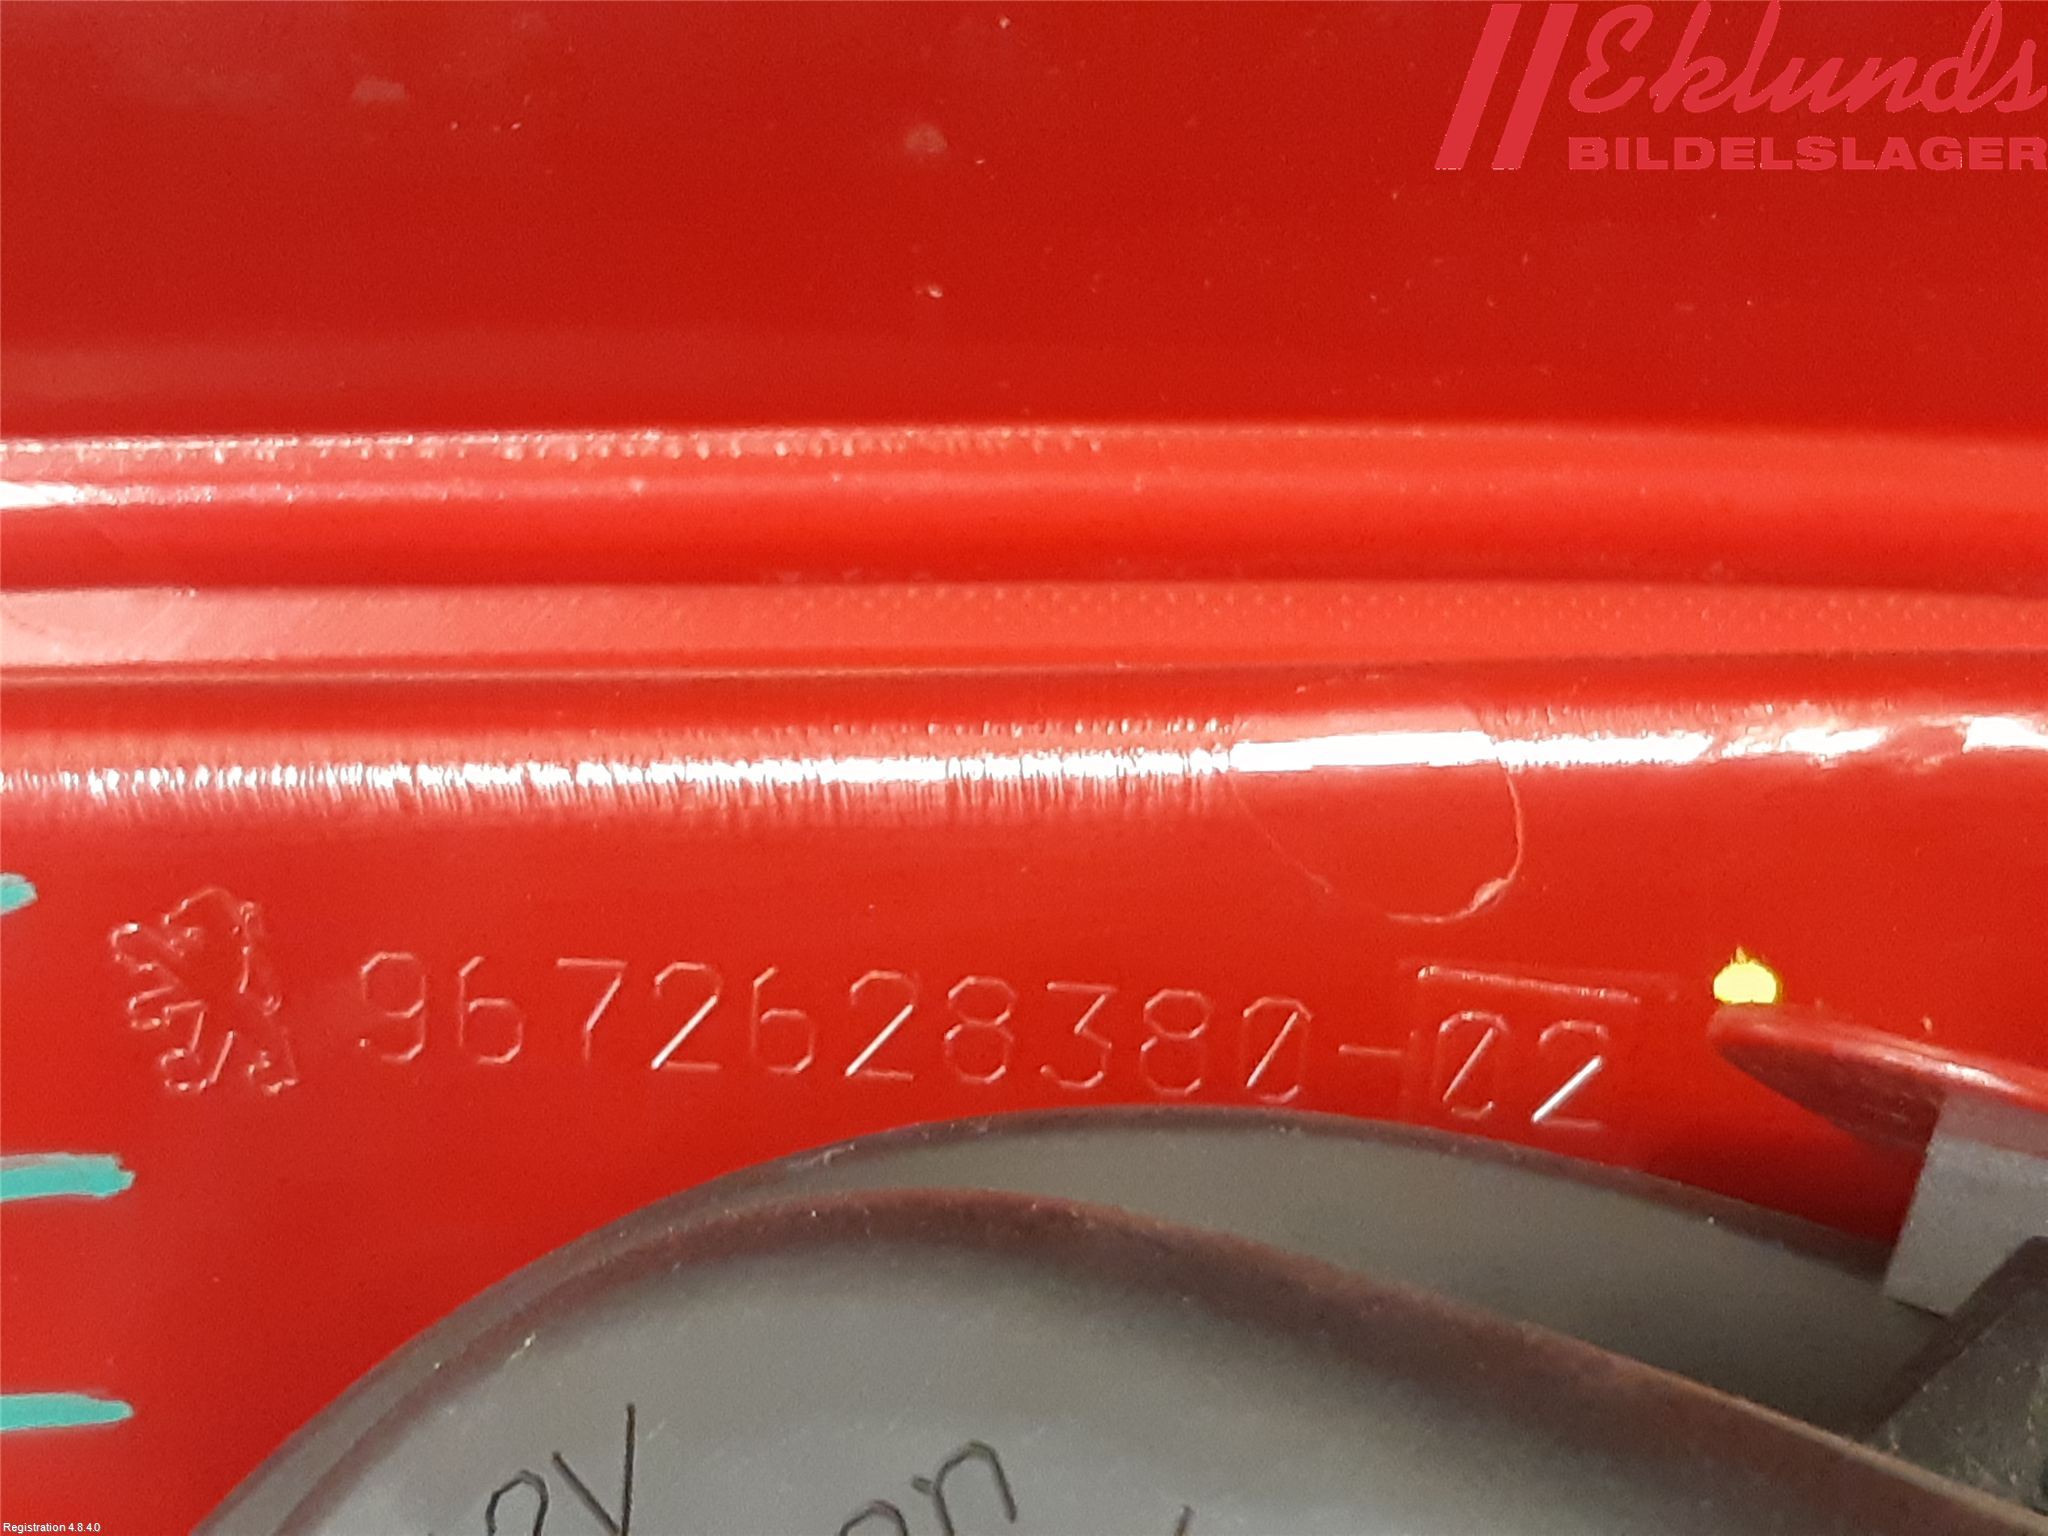 Eklunds
BILDELSLAGER
9672628380-02
Registration 4.8.4.0